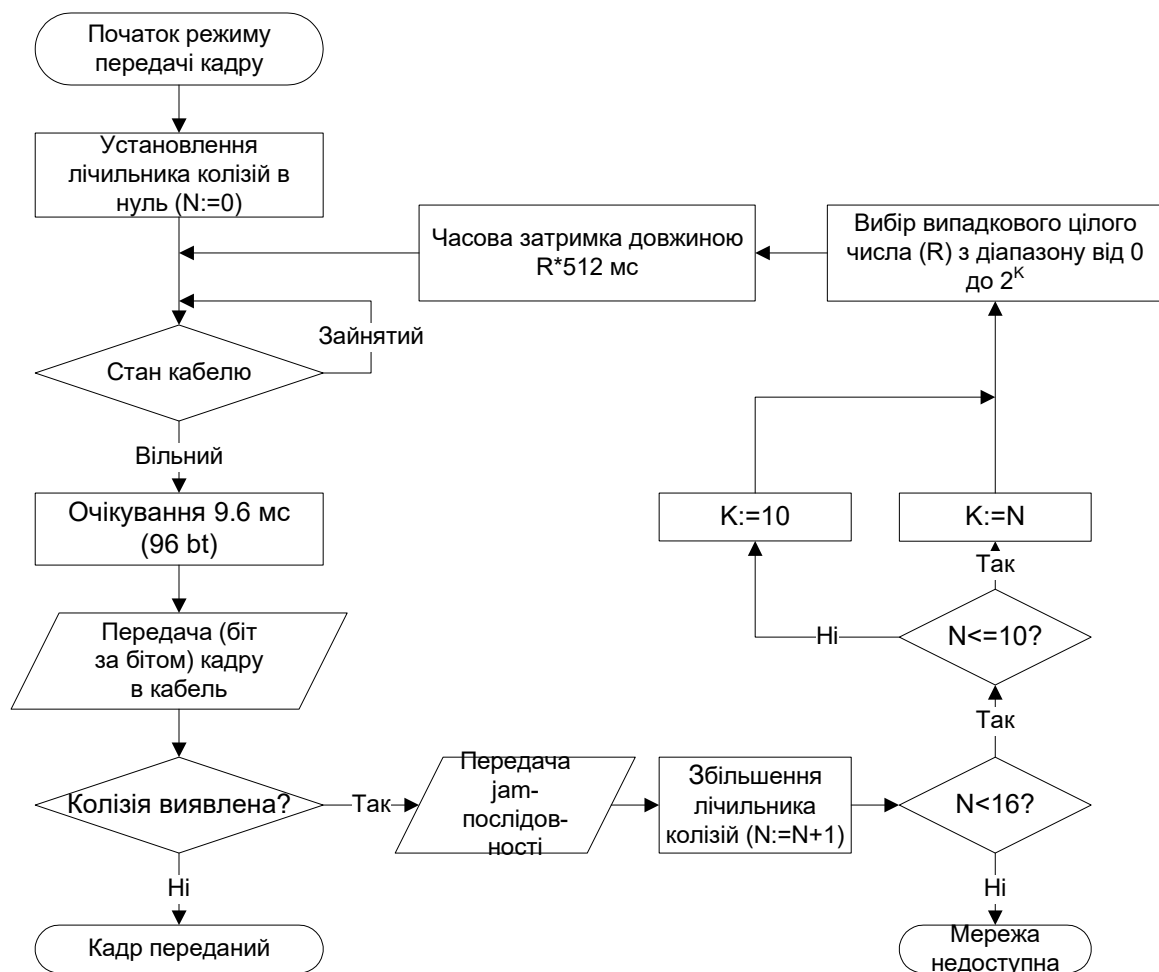 Початок режиму
передачі кадру
Установлення
лічильника колізій в
нуль (N:=0)
Часова затримка довжиною
R*512 мс
Вибір випадкового цілого
числа (R) з діапазону від 0
до 2^K
Зайнятий
Стан кабелю
Вільний
Очікування 9.6 мс
(96 bt)
K:=10
K:=N
Так
Передача (біт
за бітом) кадру
в кабель
Ні
N<=10?
Так
Колізія виявлена?
Так
Передача
jam-
послідов-
ності
Збільшення
лічильника
колізій (N:=N+1)
N<16?
Ні
Ні
Кадр переданий
Мережа
недоступна